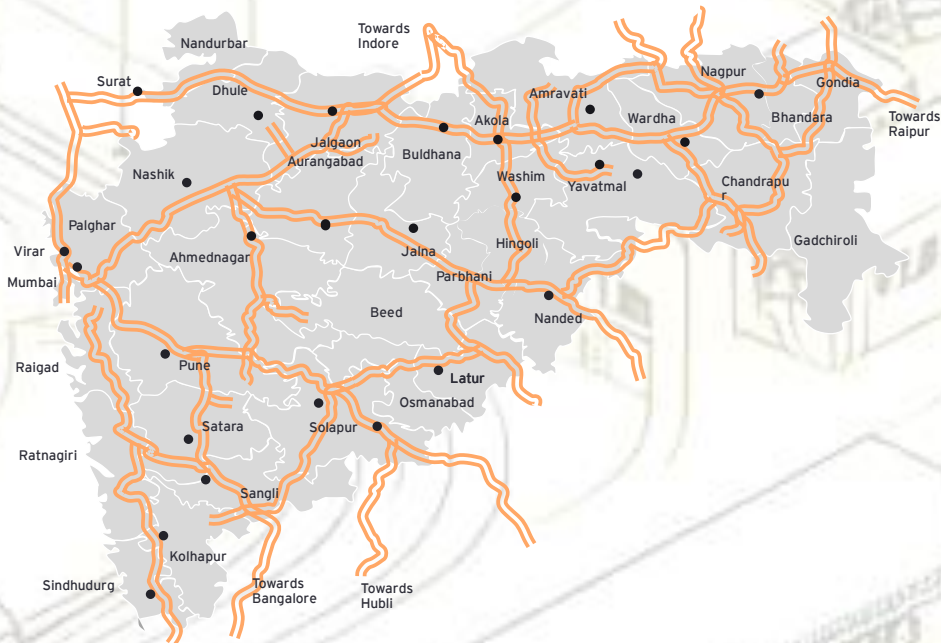 Towards
Indore
Nandurbar
Surat
Dhule
Nagpur
Gondia
Amravati
Akola
Wardha
Bhandara
Towards
Raipur
Jalgaon
Aurangabad
Buldhana
Nashik
Washim
Yavatmal
Chandrapu
r
Palghar
Virar
Ahmednagar
Jalna
Hingoli
Gadchiroli
Mumbai
Parbhani
Beed
Nanded
Raigad
Pune
Latur
Osmanabad
Satara
Solapur
Ratnagiri
Sangli
Kolhapur
Sindhudurg
Towards
Bangalore
Towards
Hubli